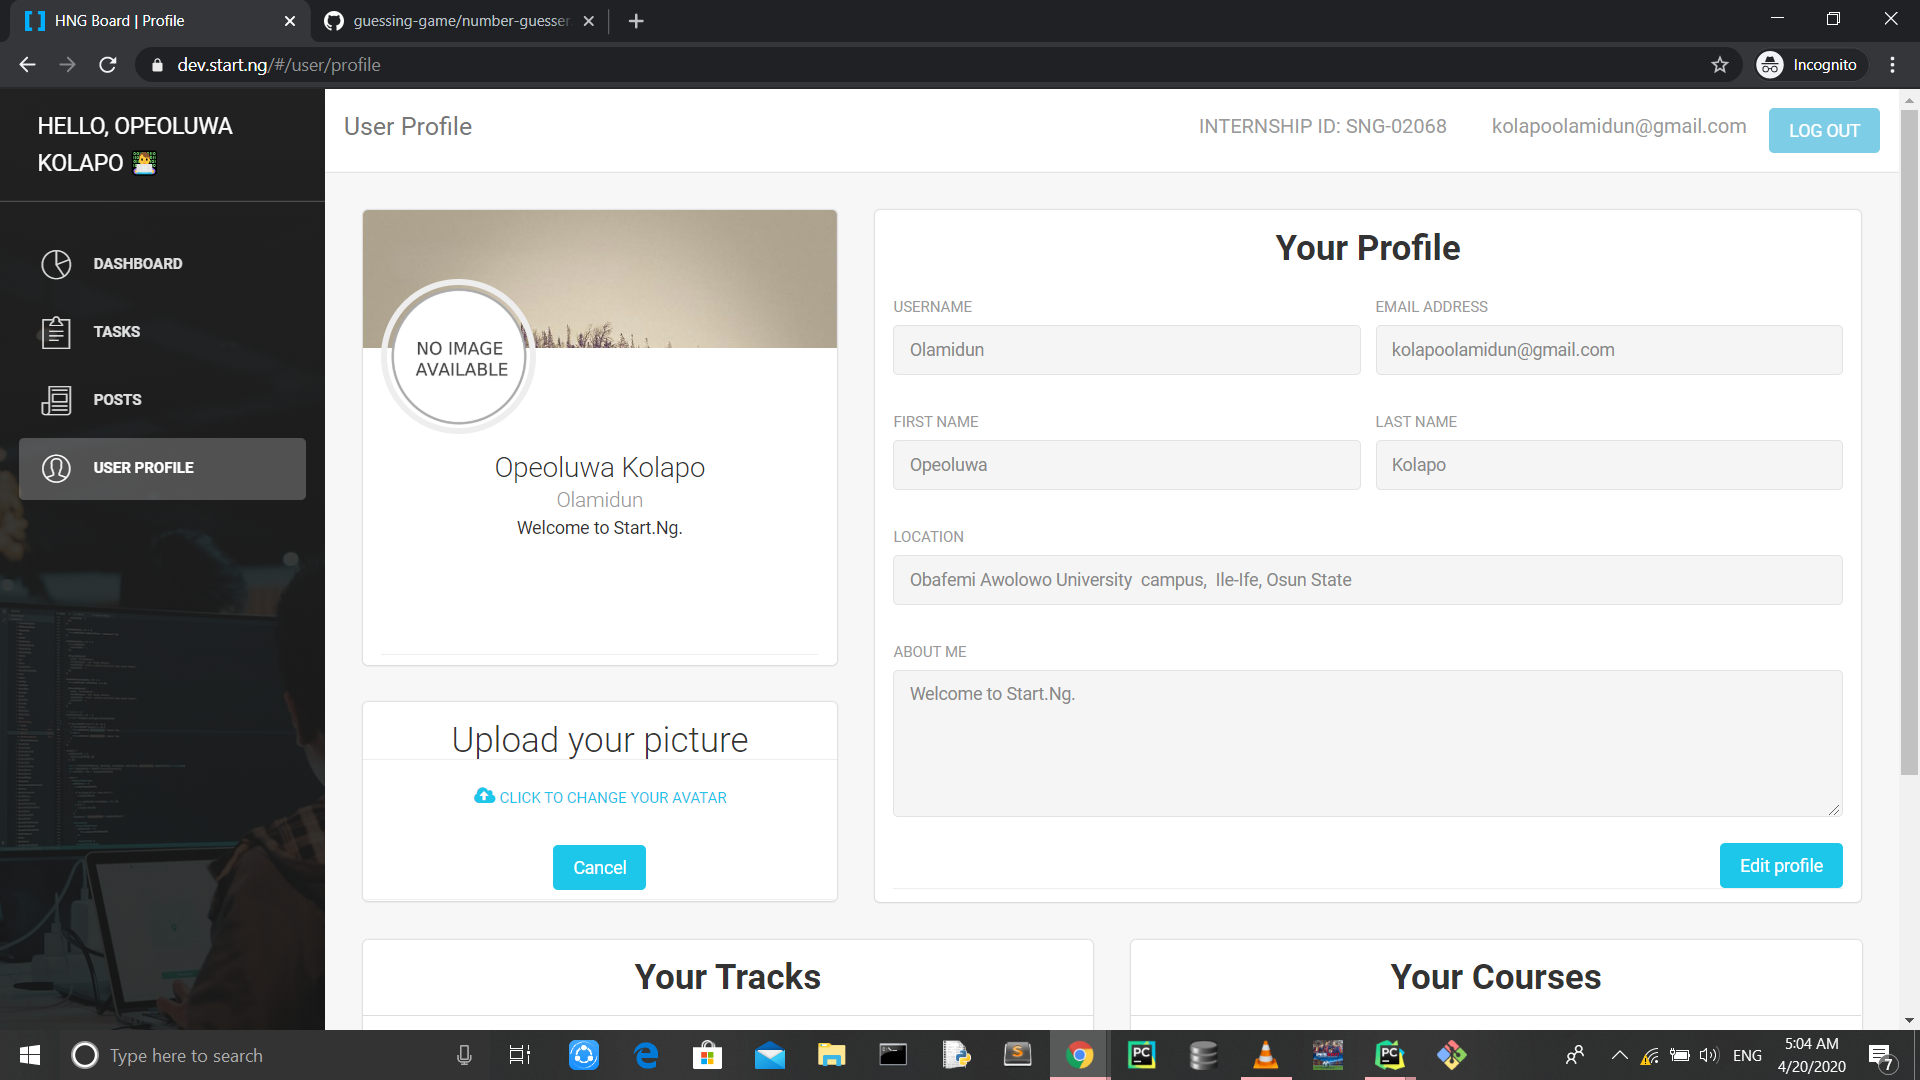 HNG Board | Profile
guessing-game/number-guesser
dev.start.ng/#/user/profile
Incognito
HELLO, OPEOLUWA
KOLAPO
DASHBOARD
TASKS
POSTS
USER PROFILE
User Profile
INTERNSHIP ID: SNG-02068
kolapoolamidun@gmail.com
LOG OUT
NO IMAGE
AVAILABLE
Opeoluwa Kolapo
Olamidun
Welcome to Start.Ng.
Upload your picture
CLICK TO CHANGE YOUR AVATAR
Cancel
Your Profile
USERNAME
EMAIL ADDRESS
Olamidun
kolapoolamidun@gmail.com
FIRST NAME
LAST NAME
Opeoluwa
Kolapo
LOCATION
Obafemi Awolowo University  campus,  Ile-Ife, Osun State
ABOUT ME
Welcome to Start.Ng.
Edit profile
Your Tracks
Your Courses
Type here to search
ENG
5:04 AM
4/20/2020
7